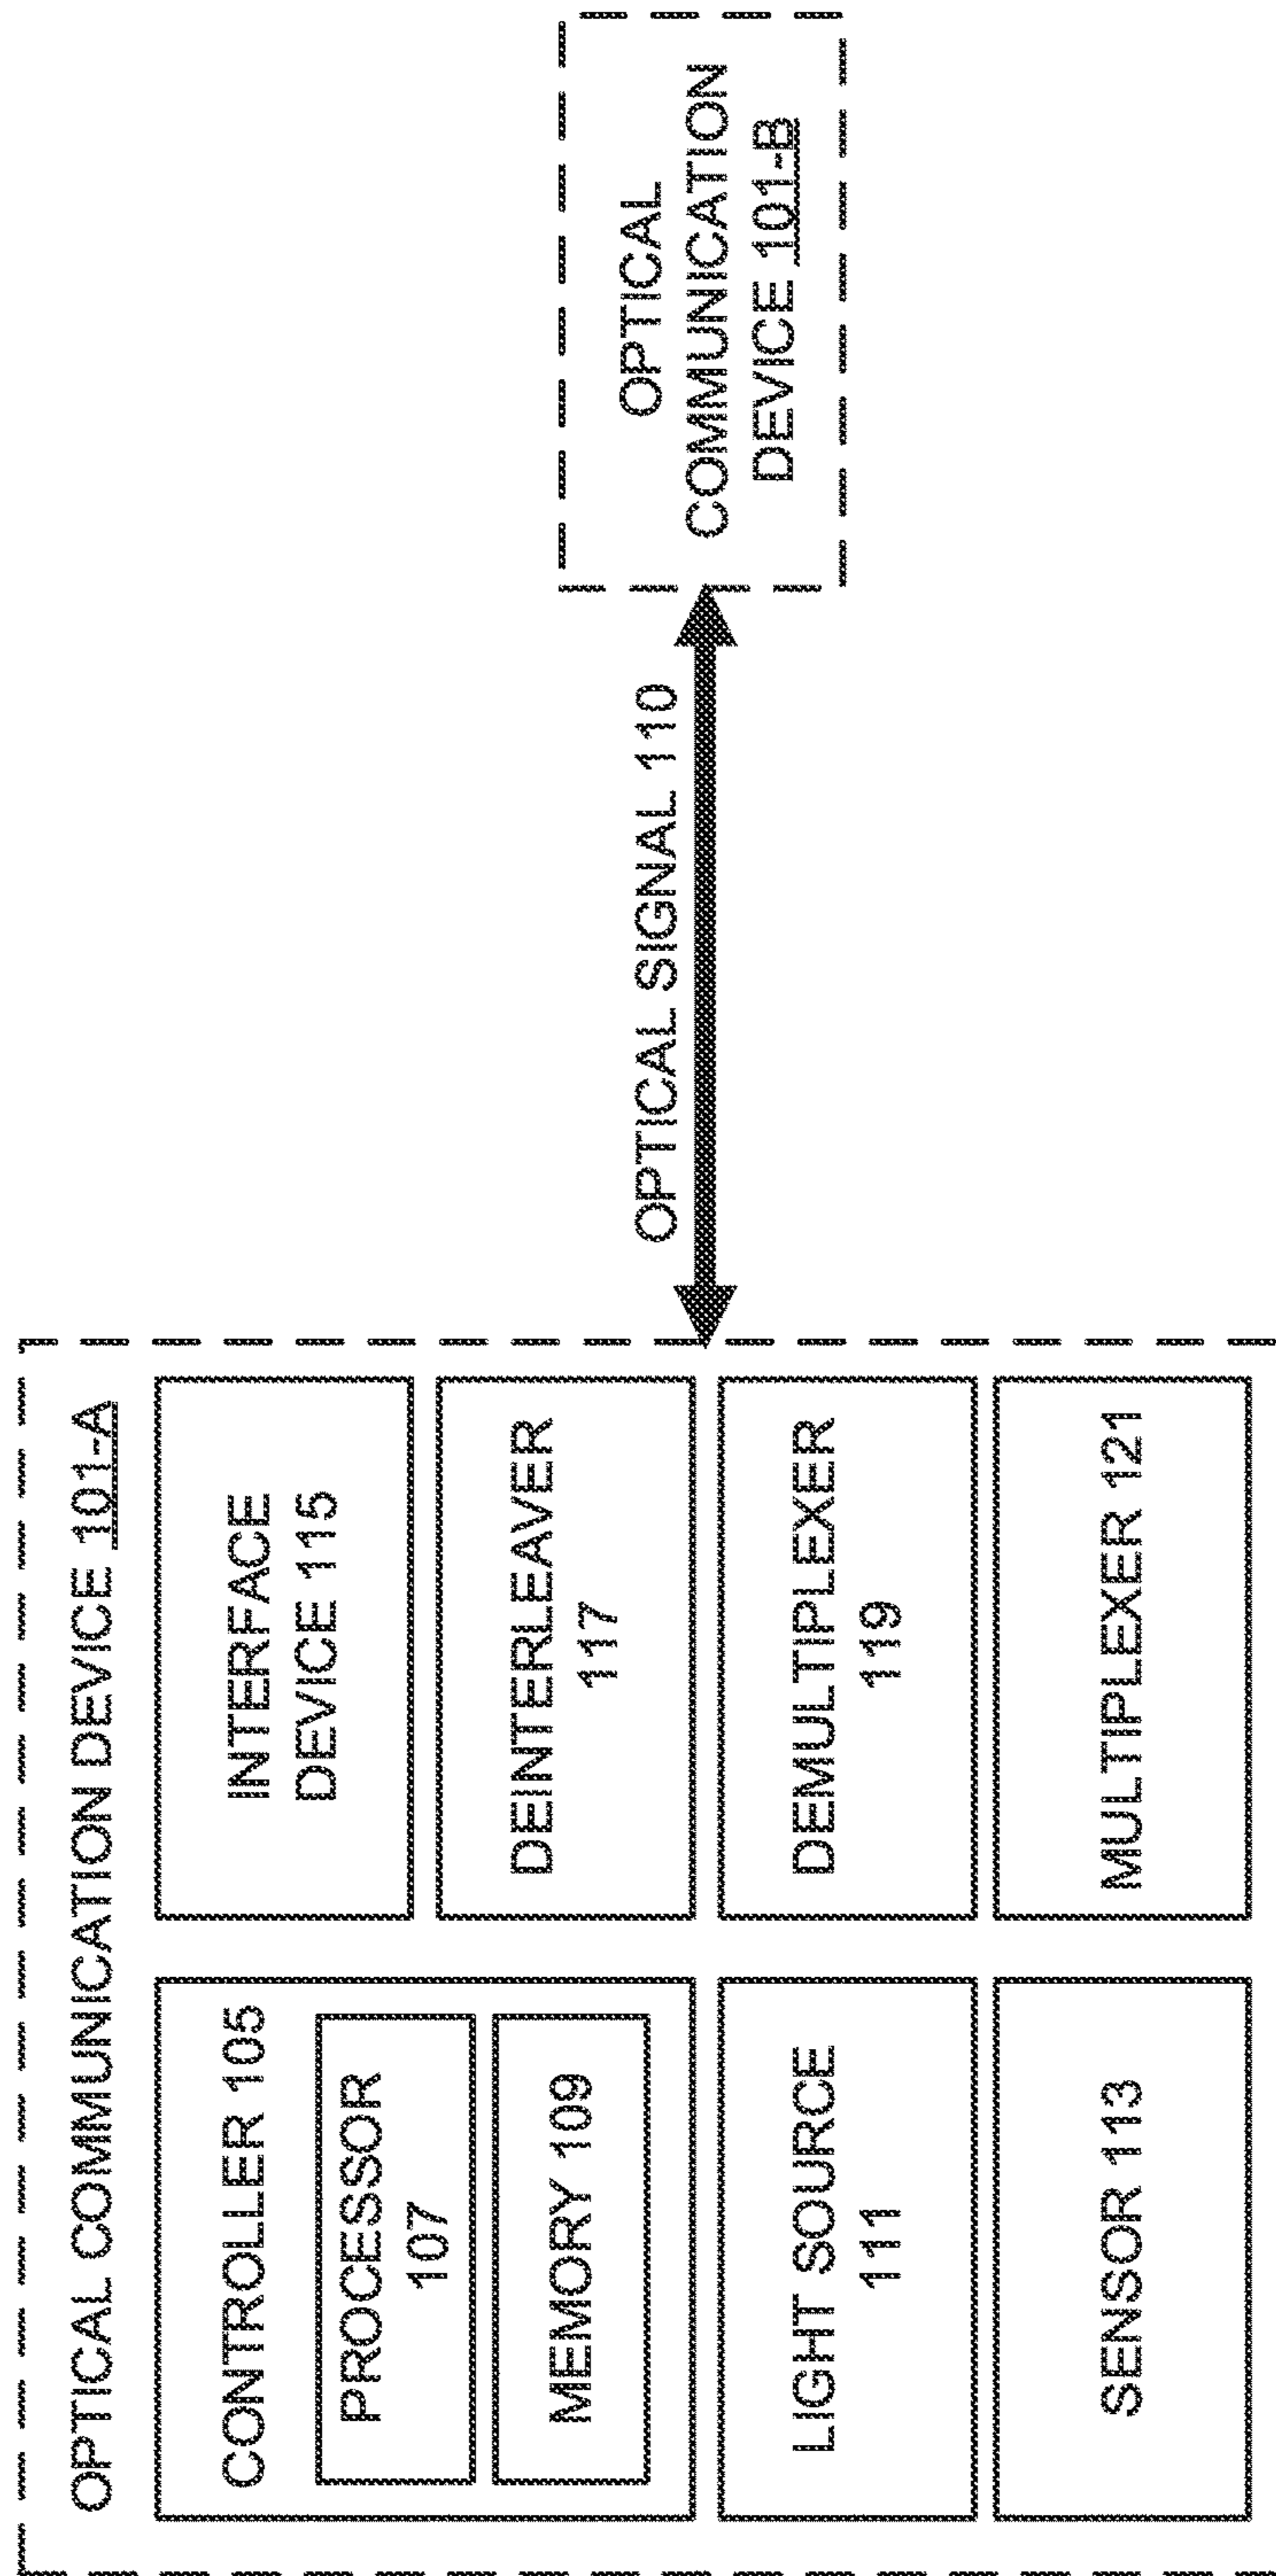 OPTICAL COMMUNICATION DEVICE 101-A
CONTROLLER 105
PROCESSOR
107
MEMORY 109
LIGHT SOURCE
111
SENSOR 113
INTERFACE
DEVICE 115
DEINTERLEAVER
117
DEMULTIPLEXER
119
MULTIPLEXER 121
OPTICAL SIGNAL 110
OPTICAL
COMMUNICATION
DEVICE 101-B